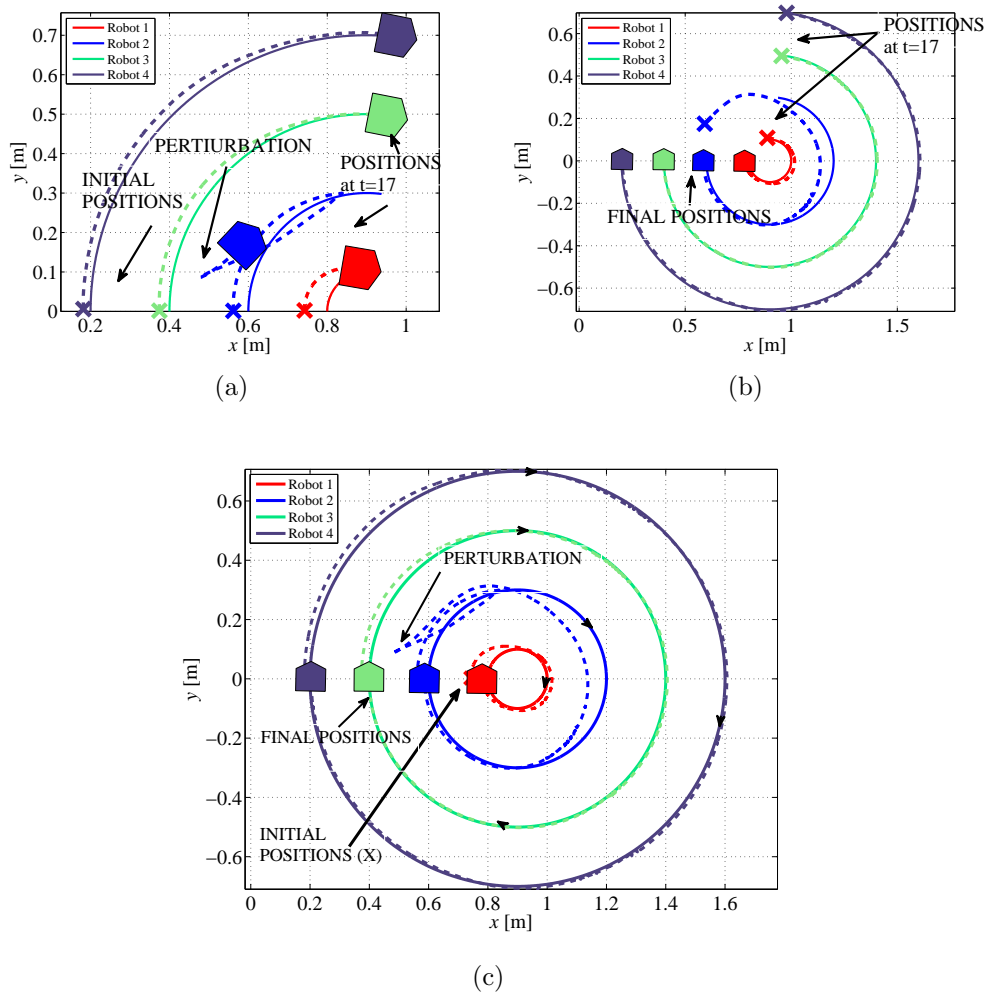 0.7
0.6
0.5
0.4
0.3
0.2
0.1
0
y [m]
Robot 1
Robot 2
Robot 3
Robot 4
PERTIURBATION
INITIAL
POSITIONS
POSITIONS
at t=17
0.2
0.4
0.6
0.8
1
x [m]
(a)
0.6
0.4
0.2
0
−0.2
−0.4
−0.6
y [m]
Robot 1
Robot 2
Robot 3
Robot 4
POSITIONS
at t=17
FINAL POSITIONS
0
0.5
1
1.5
x [m]
(b)
0.6
0.4
0.2
0
−0.2
−0.4
−0.6
y [m]
Robot 1
Robot 2
Robot 3
Robot 4
PERTURBATION
FINAL POSITIONS
INITIAL
POSITIONS (X)
0
0.2
0.4
0.6
0.8
1
1.2
1.4
1.6
x [m]
(c)